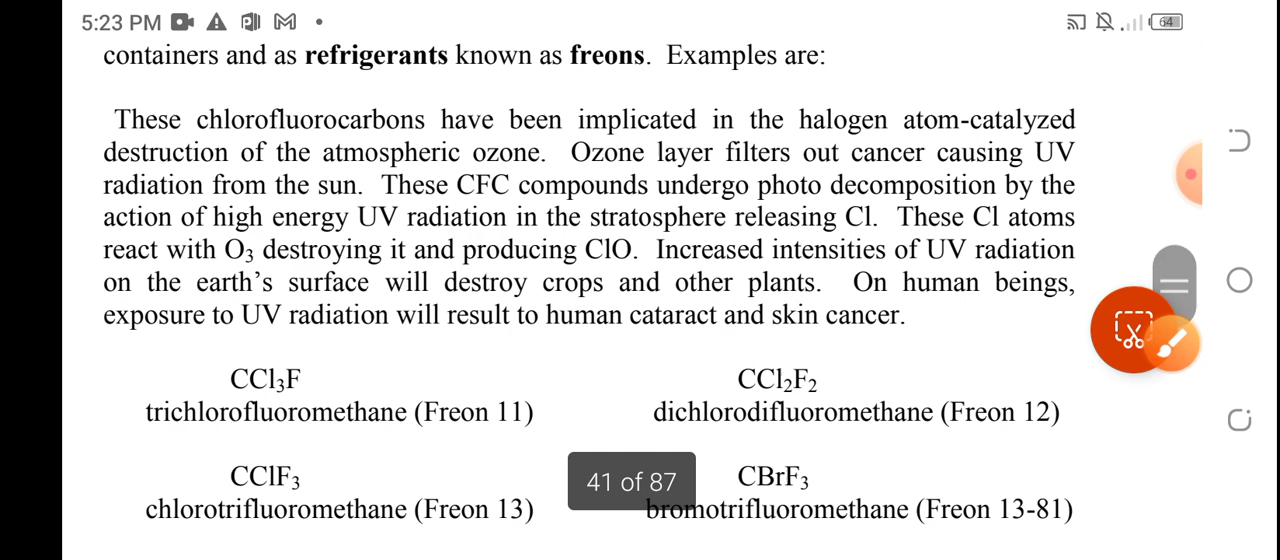 5:23 PM
64
containers and as refrigerants known as freons. Examples are:
These chlorofluorocarbons have been implicated in the halogen atom-catalyzed
destruction of the atmospheric ozone. Ozone layer filters out cancer causing UV
radiation from the sun. These CFC compounds undergo photo decomposition by the
action of high energy UV radiation in the stratosphere releasing Cl. These Cl atoms
react with O₃ destroying it and producing ClO. Increased intensities of UV radiation
on the earth’s surface will destroy crops and other plants. On human beings,
exposure to UV radiation will result to human cataract and skin cancer.
CCl₃F CCl₂F₂
trichlorofluoromethane (Freon 11) dichlorodifluoromethane (Freon 12)
CClF₃ 41 of 87 CBrF₃
chlorotrifluoromethane (Freon 13) bromotrifluoromethane (Freon 13-81)